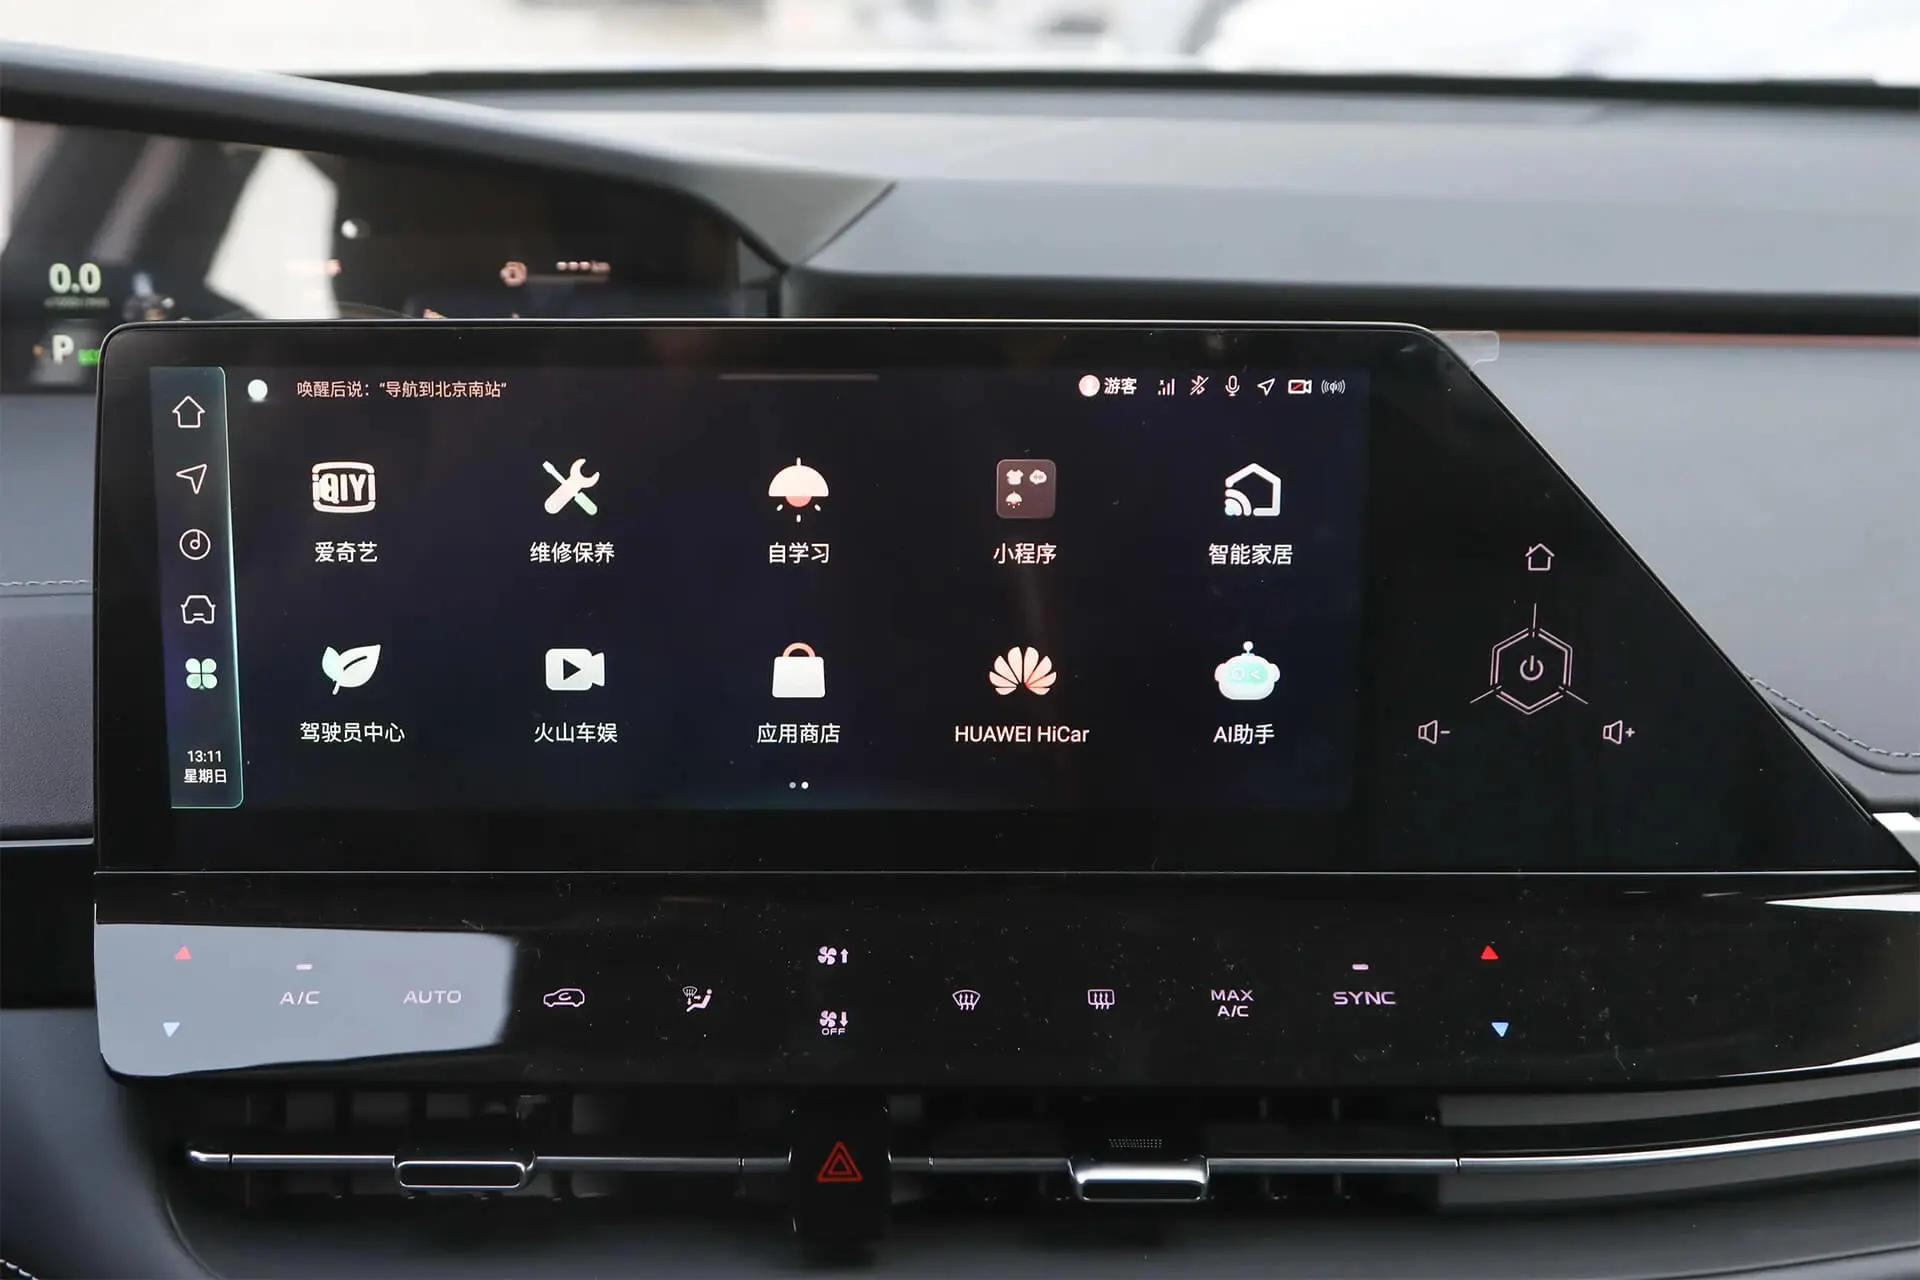 0.0
P
唤醒后说：“导航到北京南站”
游客
iQIYI
爱奇艺
维修保养
自学习
小程序
智能家居
驾驶员中心
火山车娱
应用商店
HUAWEI HiCar
AI助手
13:11
星期日
A/C
AUTO
OFF
MAX
A/C
SYNC